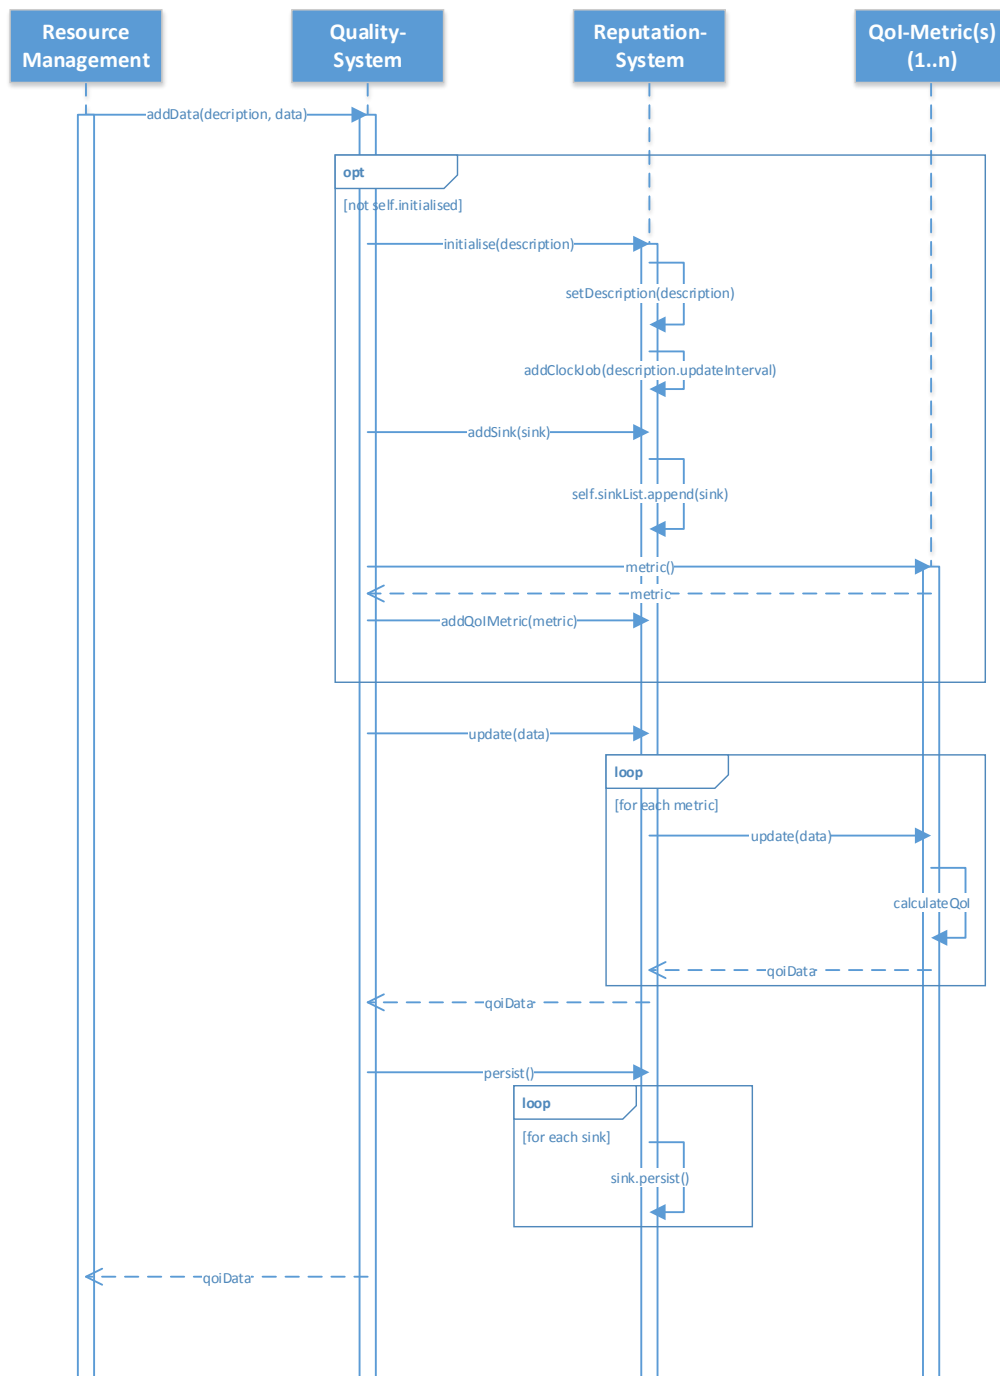 Resource
Management
Quality-
System
Reputation-
System
QoI-Metric(s)
(1..n)
addData(decription, data)
opt
[not self.initialised]
initialise(description)
setDescription(description)
addClockJob(description.updateInterval)
addSink(sink)
self.sinkList.append(sink)
metric()
metric
addQoIMetric(metric)
update(data)
loop
[for each metric]
update(data)
calculateQoI
qoiData
qoiData
persist()
loop
[for each sink]
sink.persist()
qoiData